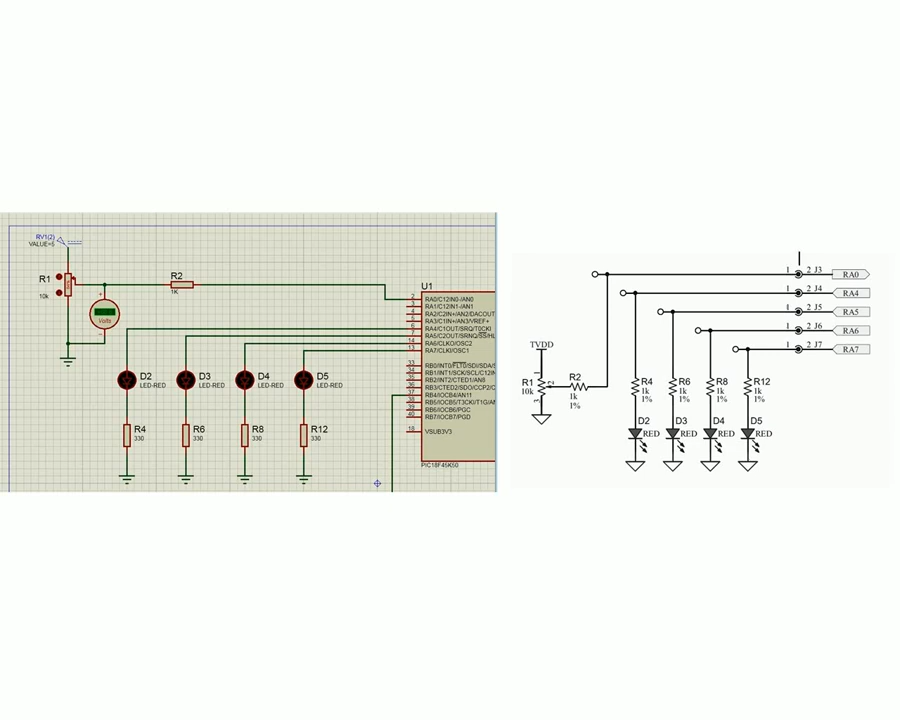 RV1(2)
VALUE=5
R1
10k
Volts
R2
1K
U1
2 RA0/C12IN0-/AN0
3 RA1/C12IN1-/AN1
4 RA2/C2IN+/AN2/DACOUT
5 RA3/C1IN+/AN3/VREF+
6 RA4/C1OUT/SRQ/T0CKI
7 RA5/C2OUT/SRNQ/SS/HL
14 RA6/CLKO/OSC2
13 RA7/CLKI/OSC1
33 RB0/INT0/FLT0/SDI/SDA/S
34 RB1/INT1/SCK/SCL/C12IN
35 RB2/INT2/CTED1/AN8
36 RB3/CTED2/SDO/CCP2/C
37 RB4/IOCB4/AN11
38 RB5/IOCB5/T3CKI/T1G/A
39 RB6/IOCB6/PGC
40 RB7/IOCB7/PGD
18 VSUB3V3
PIC18F45K50
D2
LED-RED
D3
LED-RED
D4
LED-RED
D5
LED-RED
R4
330
R6
330
R8
330
R12
330
1 2 J3 RA0
1 2 J4 RA4
1 2 J5 RA5
1 2 J6 RA6
1 2 J7 RA7
TVDD
R1
10k
1
2
3
R2
1k
1%
R4
1k
1%
R6
1k
1%
R8
1k
1%
R12
1k
1%
D2
RED
D3
RED
D4
RED
D5
RED